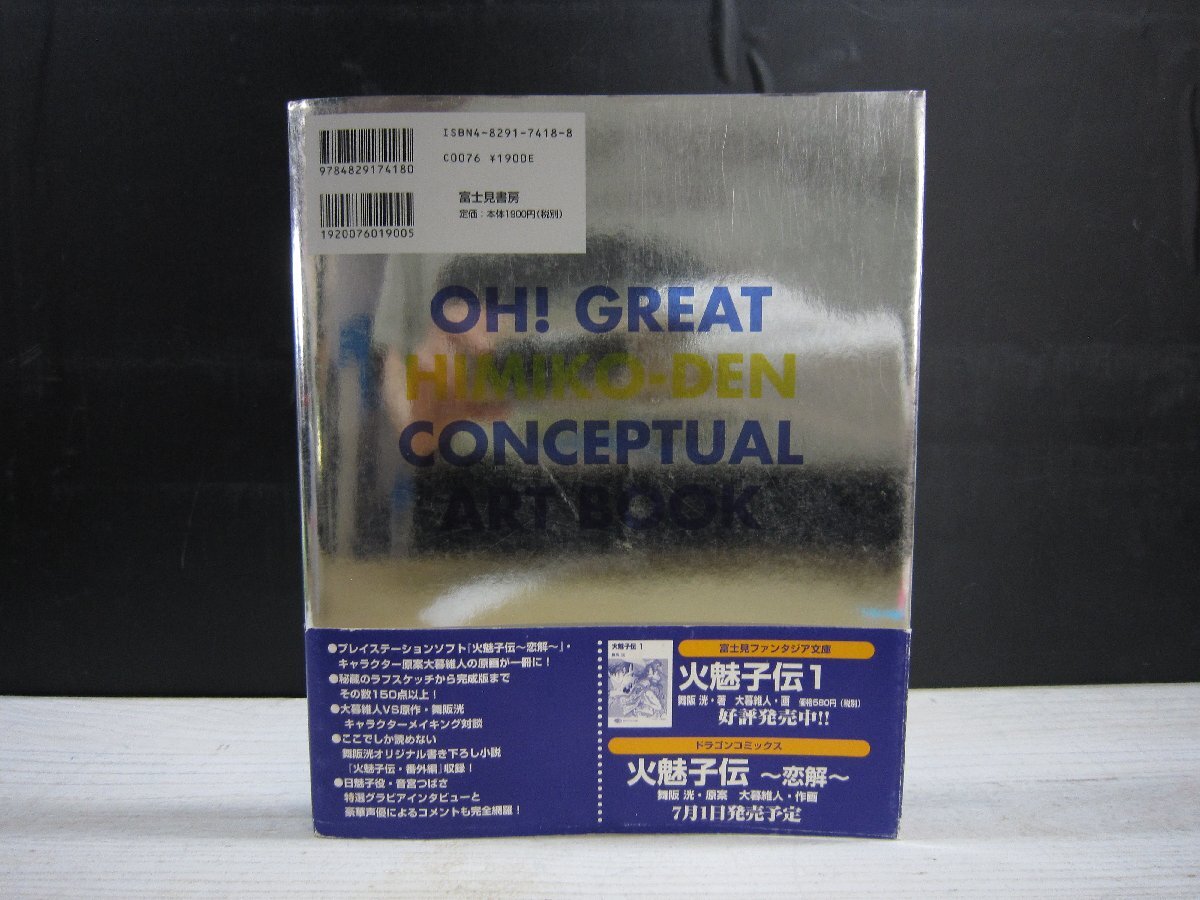 ISBN4-8291-7418-8
C0076 ¥1900E
9784829174180
富士見書房
定価：本体1900円(税別)
1920076019005
OH! GREAT
HIMIKO-DEN
CONCEPTUAL
ART BOOK
●プレイステーションソフト『火魅子伝～恋解～』・
キャラクター原案大暮維人の原画が一冊に！
●秘蔵のラフスケッチから完成版まで
その数150点以上！
●大暮維人VS原作・舞阪洸
キャラクターメイキング対談
●ここでしか読めない
舞阪洸オリジナル書き下ろし小説
『火魅子伝・番外編』収録！
●日魅子役・音宮つばさ
特選グラビアインタビューと
豪華声優によるコメントも完全網羅！
火魅子伝 1
富士見ファンタジア文庫
火魅子伝1
舞阪 洸・著 大暮維人・画 価格580円(税別)
好評発売中!!
ドラゴンコミックス
火魅子伝 ～恋解～
舞阪 洸・原案 大暮維人・作画
7月1日発売予定